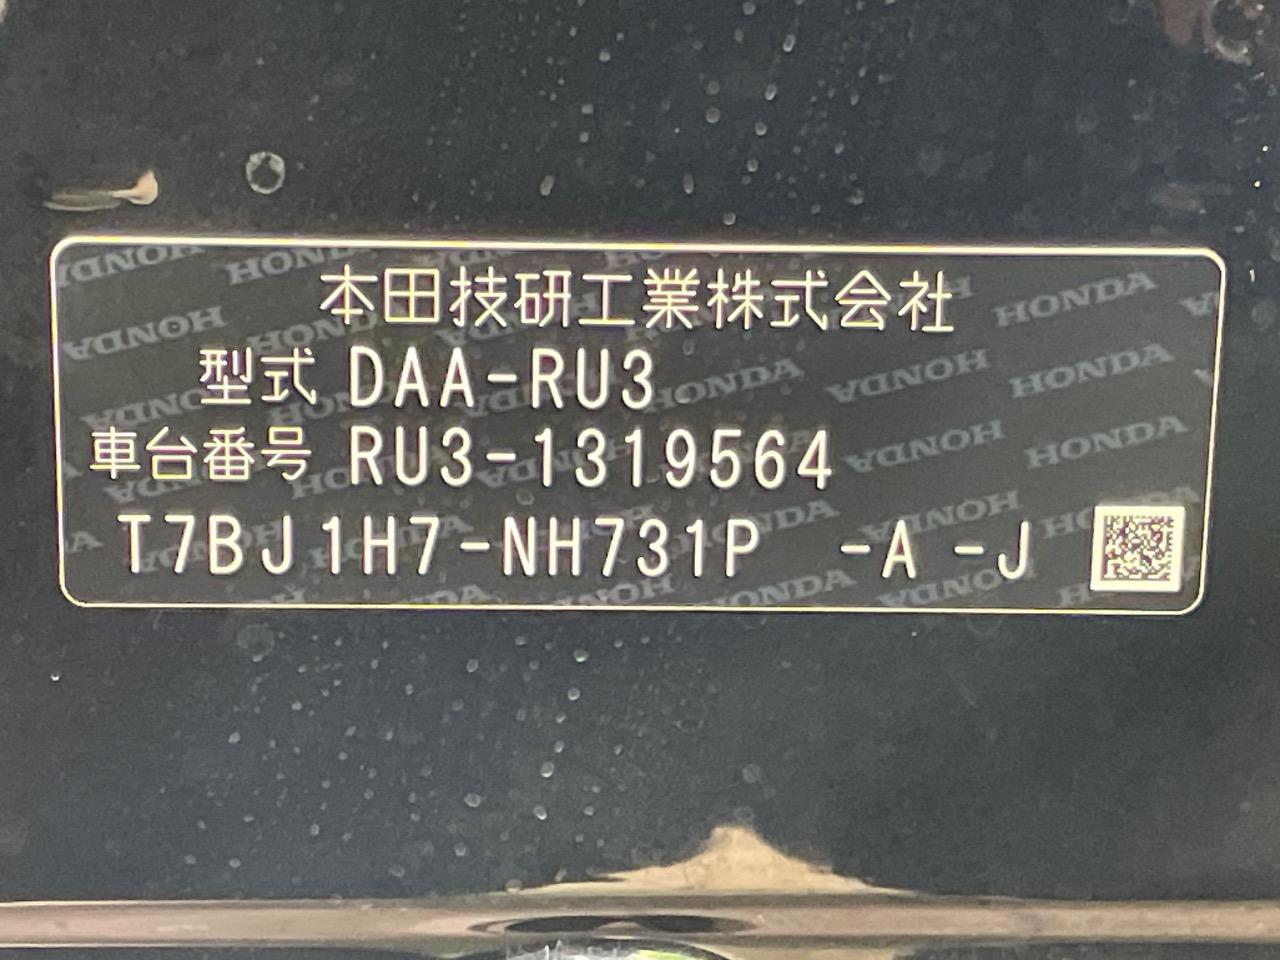 本田技研工業株式会社
型式 DAA-RU3
車台番号 RU3-1319564
T7BJ1H7-NH731P -A -J